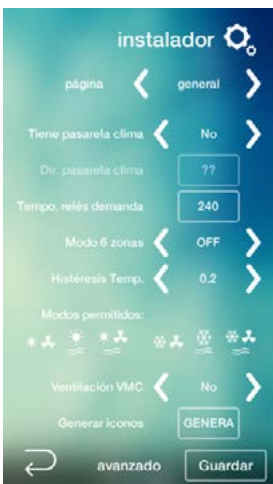 instalador
página general
Tiene pasarela clima No
Dir. pasarela clima ??
Tempo. relés demanda 240
Modo 6 zonas OFF
Histéresis Temp. 0.2
Modos permitidos:
Ventilación VMC No
Generar iconos GENERA
avanzado Guardar